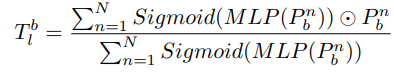 T_l^b = \frac{\sum_{n=1}^{N} Sigmoid(MLP(P_b^n)) \odot P_b^n}{\sum_{n=1}^{N} Sigmoid(MLP(P_b^n))}